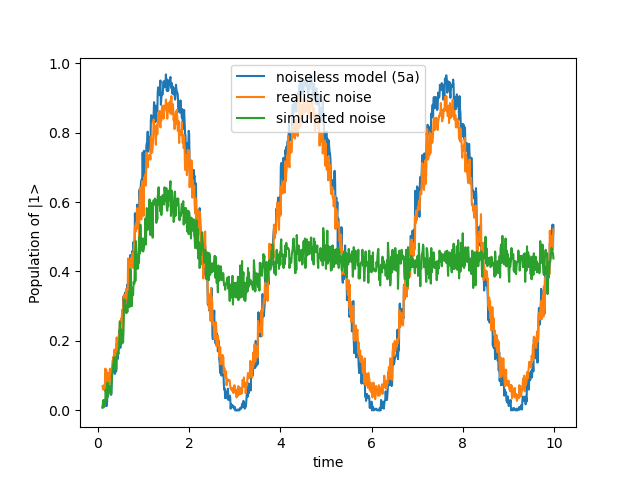 1.0
0.8
0.6
0.4
0.2
0.0
Population of |1>
noiseless model (5a)
realistic noise
simulated noise
0 2 4 6 8 10
time